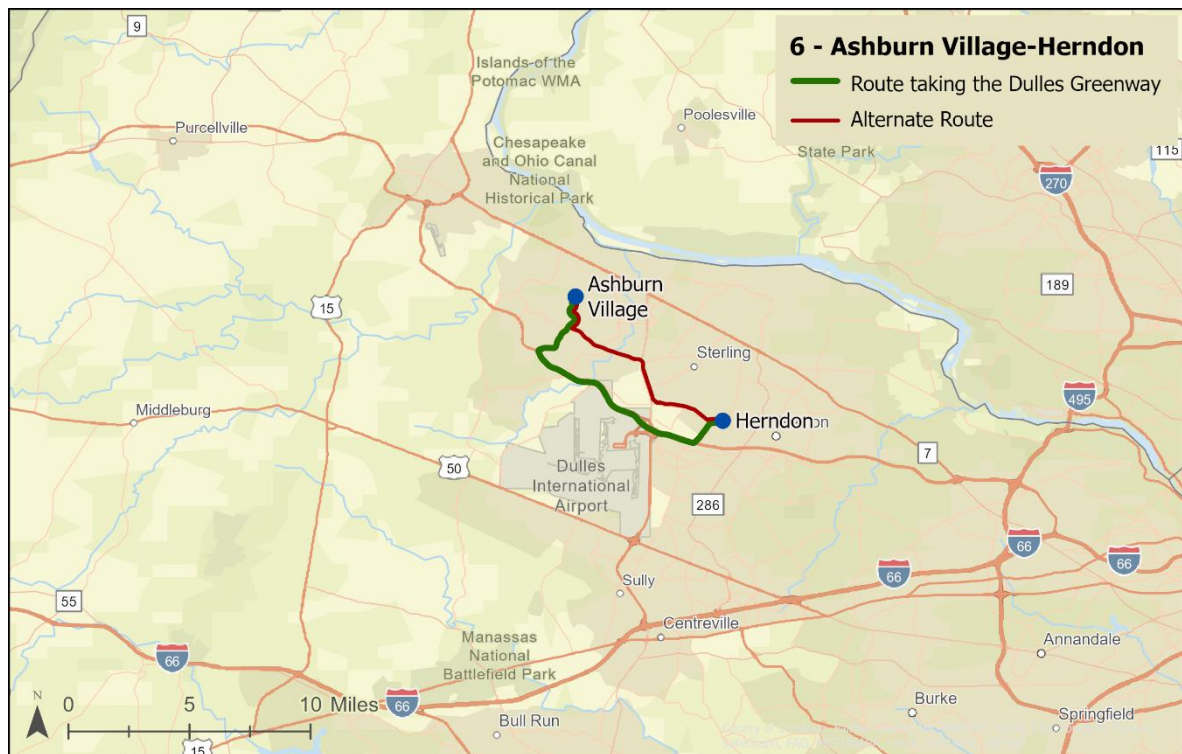 6 - Ashburn Village-Herndon
Route taking the Dulles Greenway
Alternate Route
9
Islands of the
Potomac WMA
Poolesville
Purcellville
Chesapeake
and Ohio Canal
National
Historical Park
State Park
115
270
189
15
Ashburn
Village
Sterling
495
Middleburg
Herndon
on
7
50
Dulles
International
Airport
286
66
66
66
55
Sully
Centreville
Annandale
66
Manassas
National
Battlefield Park
N
0
5
10 Miles
66
Burke
Bull Run
Springfield
15